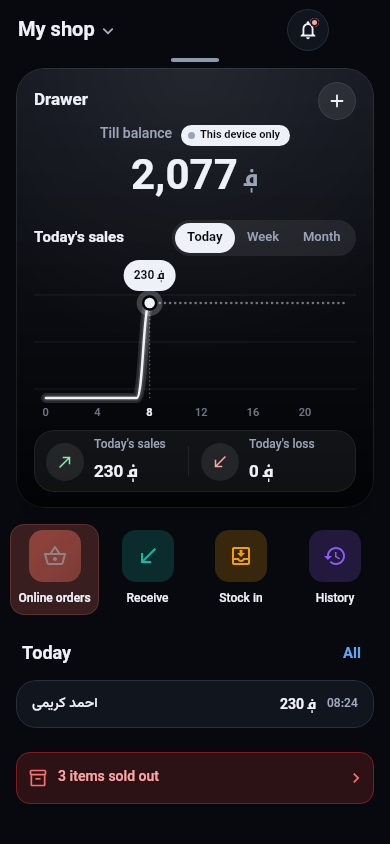 My shop
Drawer
Till balance
This device only
2,077 ؋
Today's sales
Today Week Month
230 ؋
0 4 8 12 16 20
Today's sales
230 ؋
Today's loss
0 ؋
Online orders
Receive
Stock in
History
Today
All
احمد کریمی
230 ؋ 08:24
3 items sold out